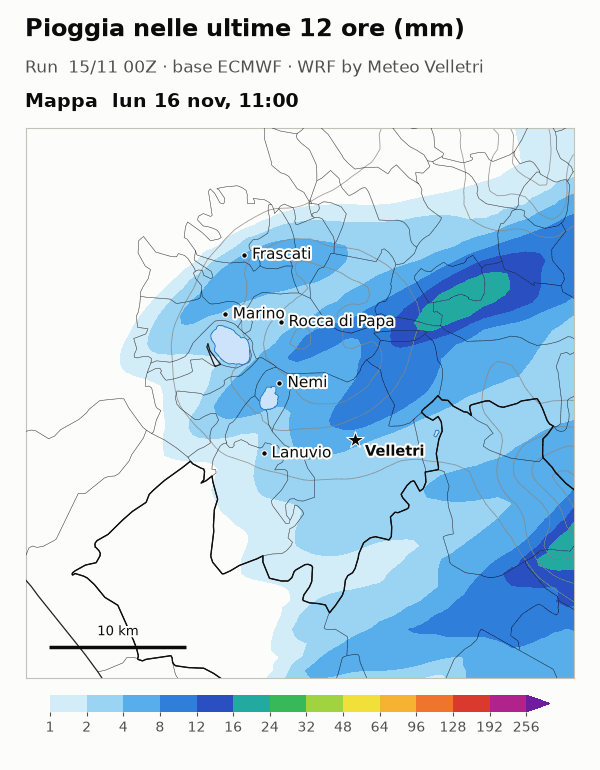 Pioggia nelle ultime 12 ore (mm)
Run 15/11 00Z · base ECMWF · WRF by Meteo Velletri
Mappa lun 16 nov, 11:00
Frascati
Marino
Rocca di Papa
Nemi
Velletri
Lanuvio
10 km
1 2 4 8 12 16 24 32 48 64 96 128 192 256